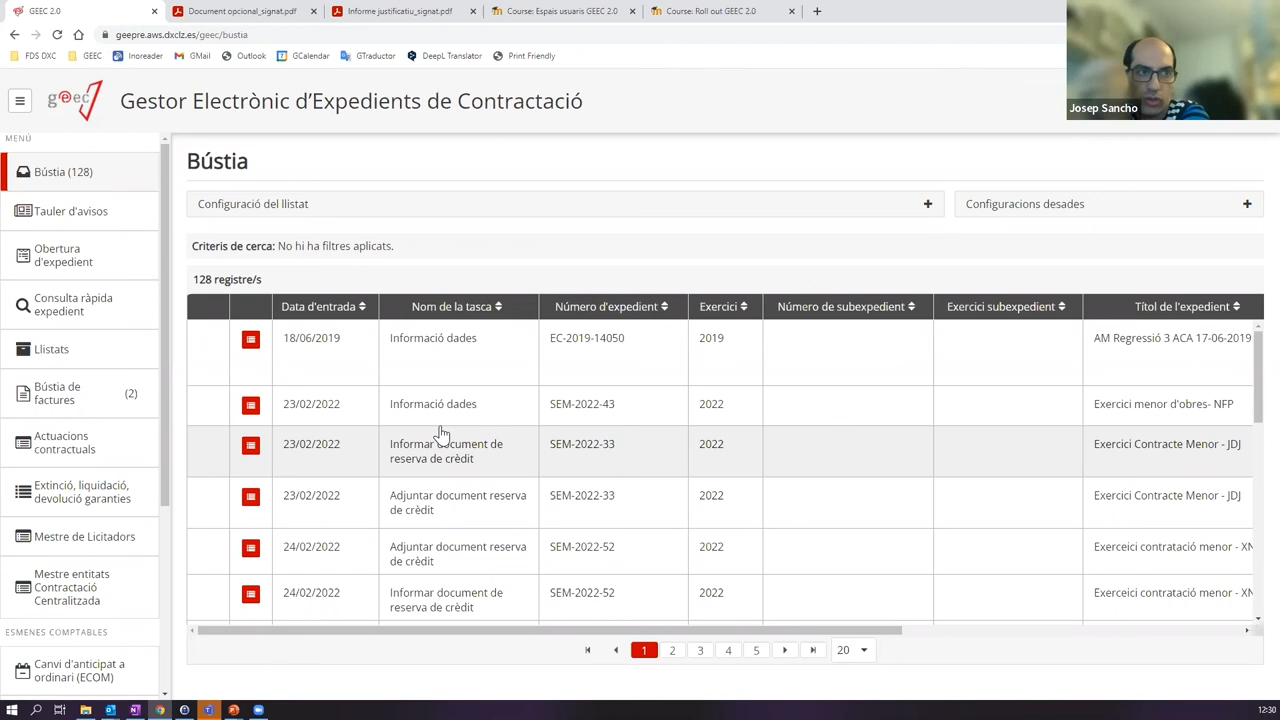 GEEC 2.0
Document opcional_signat.pdf
Informe justificatiu_signat.pdf
Course: Espais usuaris GEEC 2.0
Course: Roll out GEEC 2.0
geepre.aws.dxclz.es/geec/bustia
FDS DXC
GEEC
Inoreader
GMail
Outlook
GCalendar
GTraductor
DeepL Translator
Print Friendly
Josep Sancho
geec
Gestor Electrònic d'Expedients de Contractació
MENÚ
Bústia (128)
Tauler d'avisos
Obertura
d'expedient
Consulta ràpida
expedient
Llistats
Bústia de
factures
(2)
Actuacions
contractuals
Extinció, liquidació,
devolució garanties
Mestre de Licitadors
Mestre entitats
Contractació
Centralitzada
ESMENES COMPTABLES
Canvi d'anticipat a
ordinari (ECOM)
Bústia
Configuració del llistat
Configuracions desades
Criteris de cerca: No hi ha filtres aplicats.
128 registre/s
Data d'entrada Nom de la tasca Número d'expedient Exercici Número de subexpedient Exercici subexpedient Títol de l'expedient
18/06/2019 Informació dades EC-2019-14050 2019 AM Regressió 3 ACA 17-06-2019
23/02/2022 Informació dades SEM-2022-43 2022 Exercici menor d'obres- NFP
23/02/2022 Informar document de SEM-2022-33 2022 Exercici Contracte Menor - JDJ
reserva de crèdit
23/02/2022 Adjuntar document reserva SEM-2022-33 2022 Exercici Contracte Menor - JDJ
de crèdit
24/02/2022 Adjuntar document reserva SEM-2022-52 2022 Exerceici contratació menor - XN
de crèdit
24/02/2022 Informar document de SEM-2022-52 2022 Exerceici contratació menor - XN
reserva de crèdit
1 2 3 4 5 20
12:30